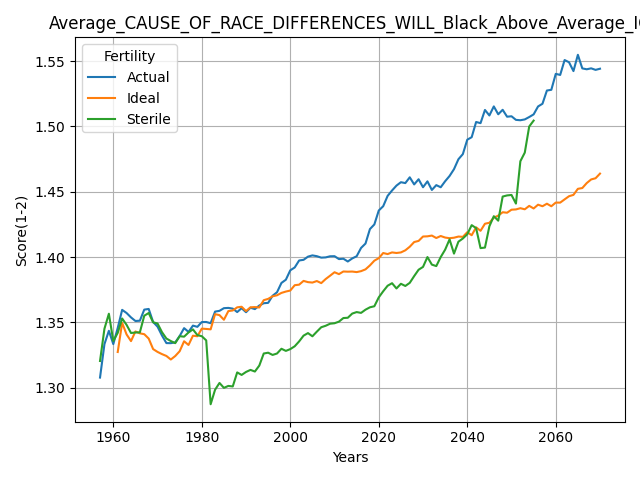 Average_CAUSE_OF_RACE_DIFFERENCES_WILL_Black_Above_Average_I
Fertility
Actual
Ideal
Sterile
Score(1-2)
1.55
1.50
1.45
1.40
1.35
1.30
1960 1980 2000 2020 2040 2060
Years